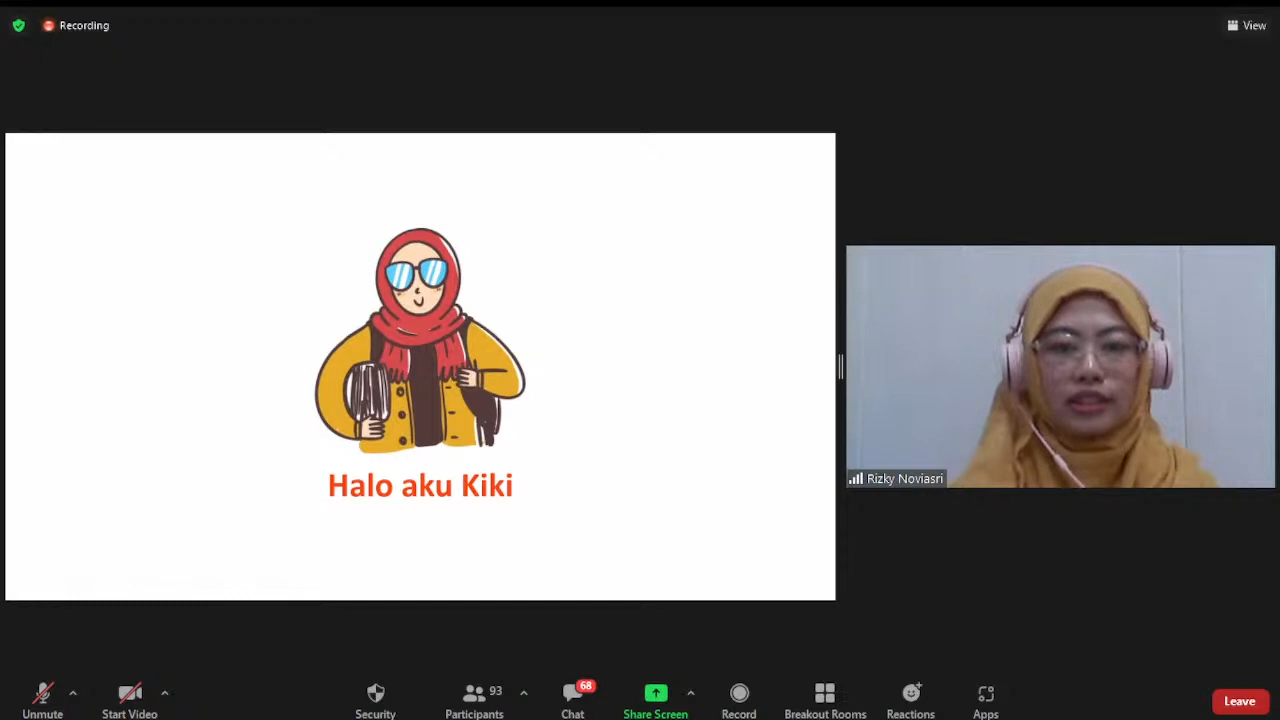 Recording
View
Halo aku Kiki
Rizky Noviasri
93
68
Unmute
Start Video
Security
Participants
Chat
Share Screen
Record
Breakout Rooms
Reactions
Apps
Leave